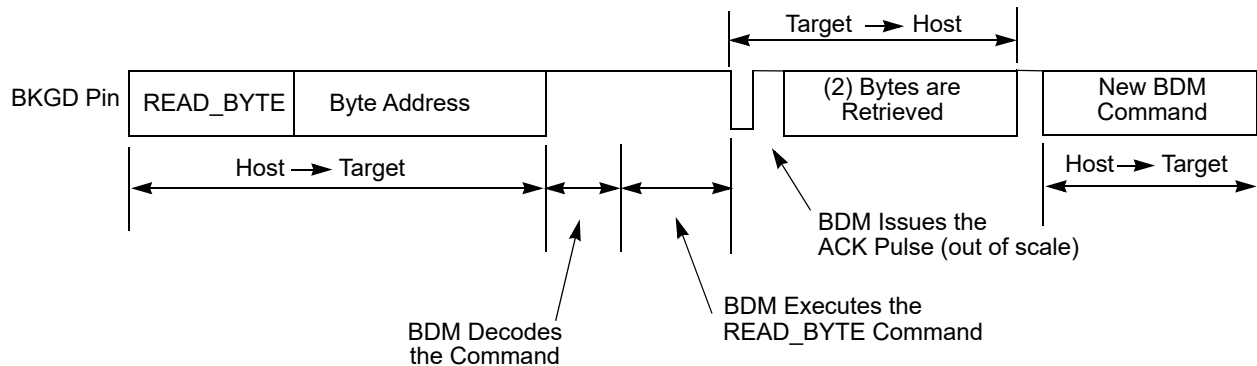 Target → Host
BKGD Pin
READ_BYTE
Byte Address
(2) Bytes are
Retrieved
New BDM
Command
Host → Target
Host → Target
BDM Issues the
ACK Pulse (out of scale)
BDM Decodes
the Command
BDM Executes the
READ_BYTE Command